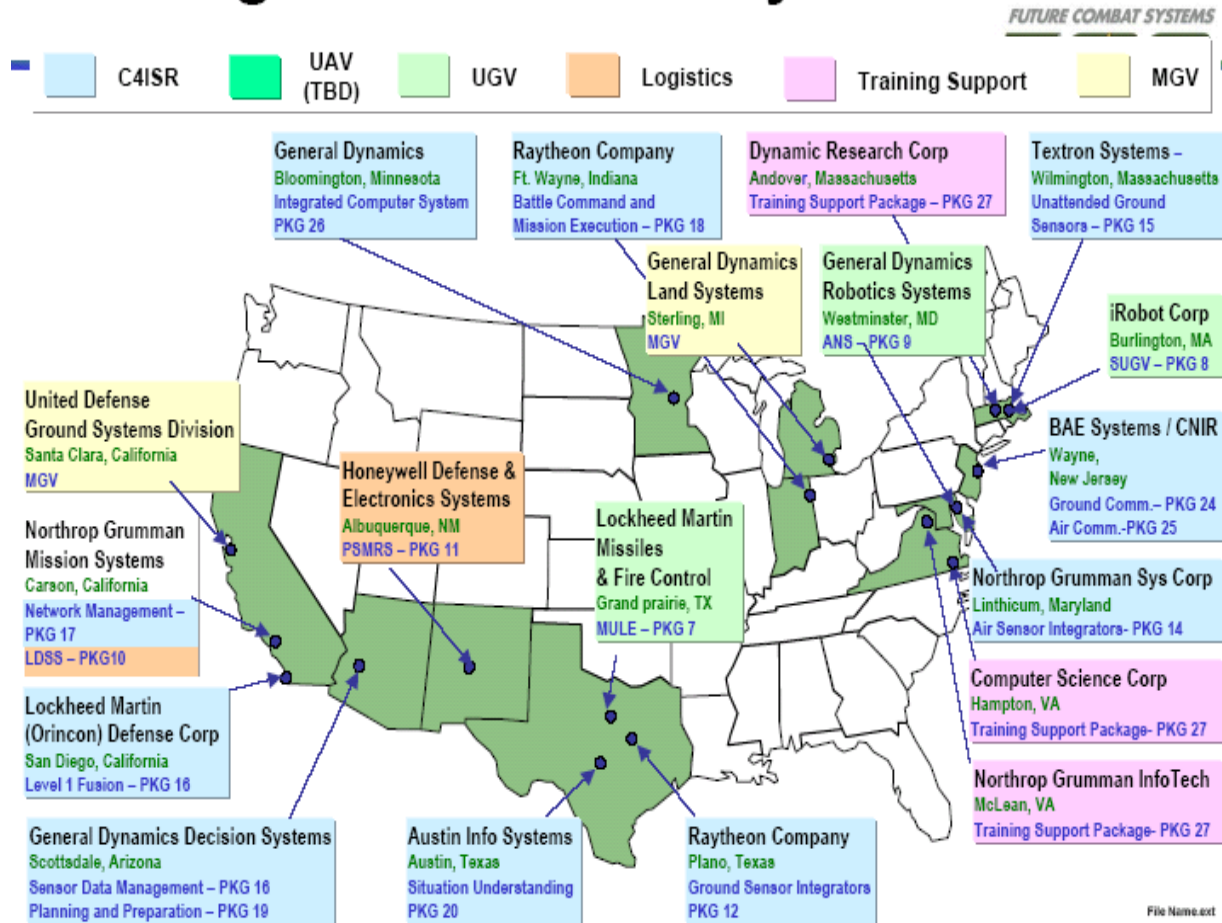 FUTURE COMBAT SYSTEMS
C4ISR
UAV
(TBD)
UGV
Logistics
Training Support
MGV
General Dynamics
Bloomington, Minnesota
Integrated Computer System
PKG 26
Raytheon Company
Ft. Wayne, Indiana
Battle Command and
Mission Execution – PKG 18
Dynamic Research Corp
Andover, Massachusetts
Training Support Package – PKG 27
Textron Systems –
Wilmington, Massachusetts
Unattended Ground
Sensors – PKG 15
General Dynamics
Land Systems
Sterling, MI
MGV
General Dynamics
Robotics Systems
Westminster, MD
ANS – PKG 9
iRobot Corp
Burlington, MA
SUGV – PKG 8
United Defense
Ground Systems Division
Santa Clara, California
MGV
BAE Systems / CNIR
Wayne,
New Jersey
Ground Comm.– PKG 24
Air Comm.-PKG 25
Honeywell Defense &
Electronics Systems
Albuquerque, NM
PSMRS – PKG 11
Northrop Grumman
Mission Systems
Carson, California
Network Management –
PKG 17
LDSS – PKG10
Lockheed Martin
Missiles
& Fire Control
Grand prairie, TX
MULE – PKG 7
Northrop Grumman Sys Corp
Linthicum, Maryland
Air Sensor Integrators- PKG 14
Computer Science Corp
Hampton, VA
Training Support Package- PKG 27
Lockheed Martin
(Orincon) Defense Corp
San Diego, California
Level 1 Fusion – PKG 16
Northrop Grumman InfoTech
McLean, VA
Training Support Package- PKG 27
General Dynamics Decision Systems
Scottsdale, Arizona
Sensor Data Management – PKG 16
Planning and Preparation – PKG 19
Austin Info Systems
Austin, Texas
Situation Understanding
PKG 20
Raytheon Company
Plano, Texas
Ground Sensor Integrators
PKG 12
File Name.ext